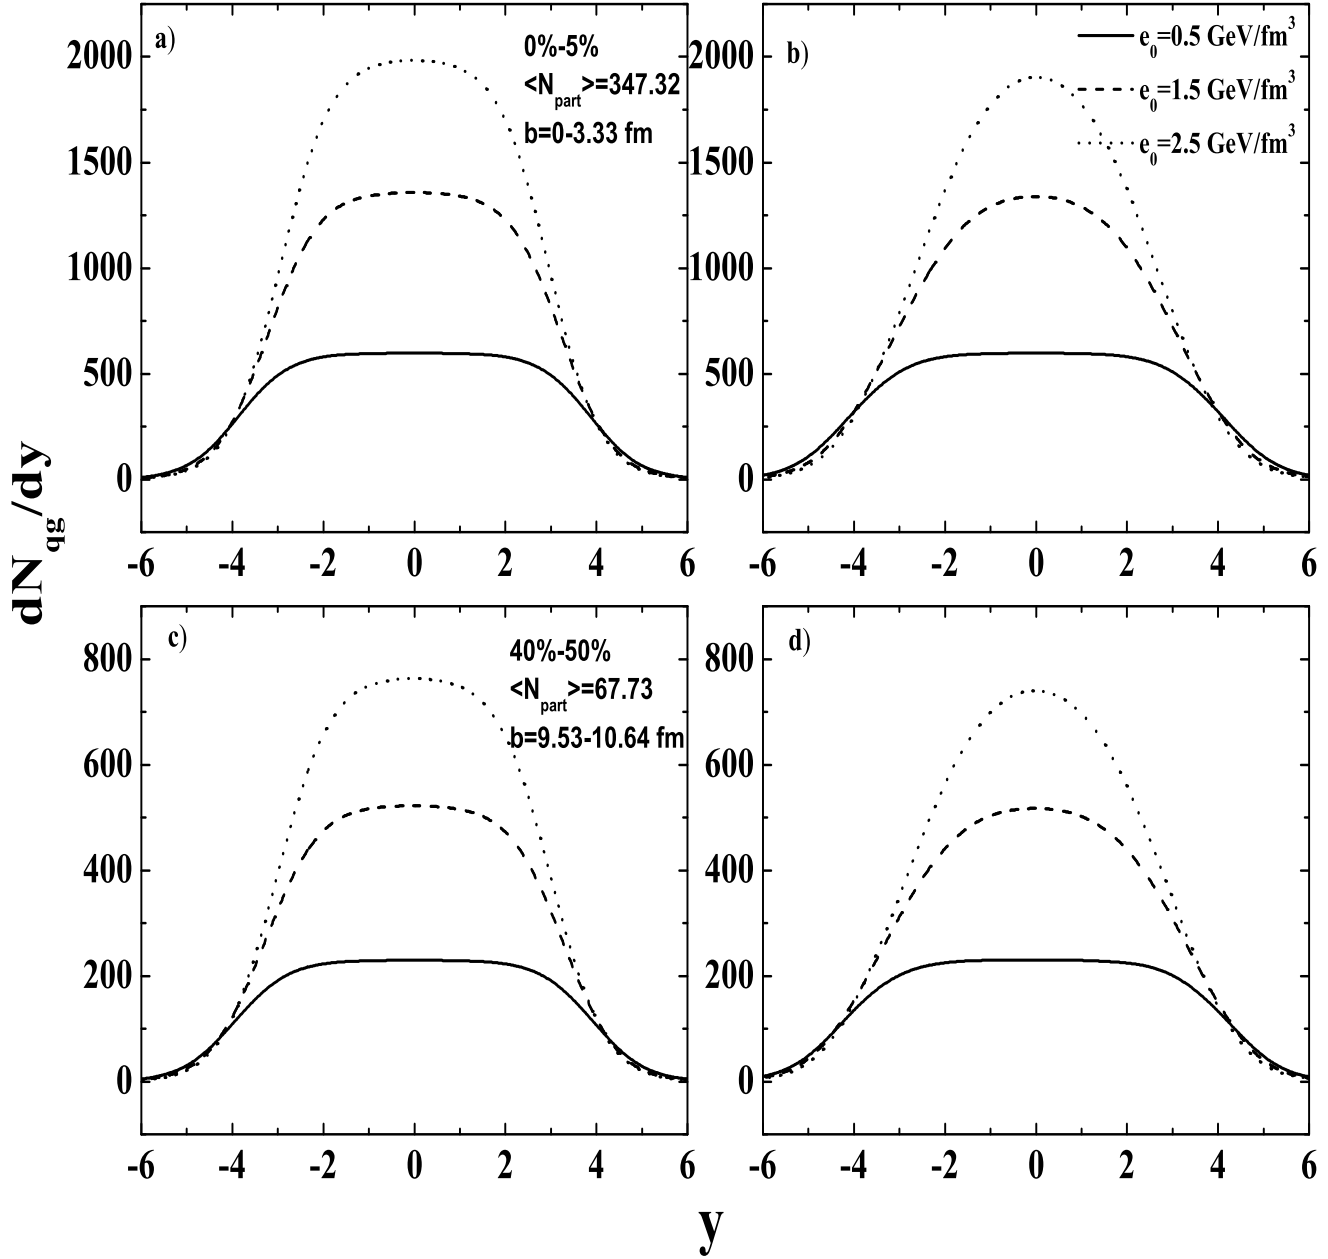 a)
0%-5%
<N_part>=347.32
b=0-3.33 fm
2000
1500
1000
500
0
-6 -4 -2 0 2 4 6
b)
e_0=0.5 GeV/fm^3
e_0=1.5 GeV/fm^3
e_0=2.5 GeV/fm^3
2000
1500
1000
500
0
-6 -4 -2 0 2 4 6
dN_qg/dy
c)
40%-50%
<N_part>=67.73
b=9.53-10.64 fm
800
600
400
200
0
-6 -4 -2 0 2 4 6
d)
800
600
400
200
0
-6 -4 -2 0 2 4 6
y